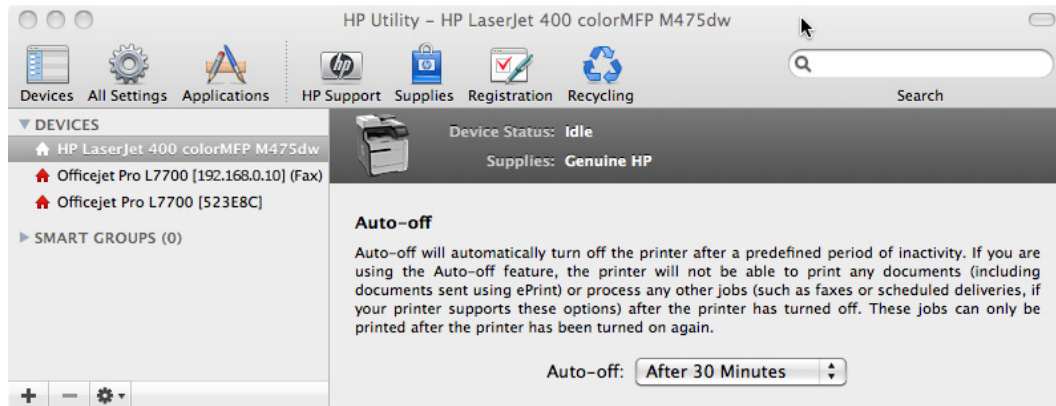 HP Utility – HP LaserJet 400 colorMFP M475dw
Devices All Settings Applications HP Support Supplies Registration Recycling Search
▼ DEVICES
HP LaserJet 400 colorMFP M475dw
Officejet Pro L7700 [192.168.0.10] (Fax)
Officejet Pro L7700 [523E8C]
▶ SMART GROUPS (0)
Device Status: Idle
Supplies: Genuine HP
Auto-off
Auto-off will automatically turn off the printer after a predefined period of inactivity. If you are
using the Auto-off feature, the printer will not be able to print any documents (including
documents sent using ePrint) or process any other jobs (such as faxes or scheduled deliveries, if
your printer supports these options) after the printer has turned off. These jobs can only be
printed after the printer has been turned on again.
Auto-off: After 30 Minutes